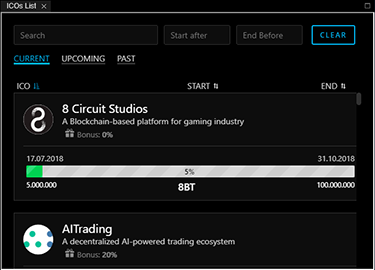 ICOs List
Search Start after End Before CLEAR
CURRENT UPCOMING PAST
ICO START END
8 Circuit Studios
A Blockchain-based platform for gaming industry
Bonus: 0%
17.07.2018 31.10.2018
5%
5.000.000 8BT 100.000.000
AITrading
A decentralized AI-powered trading ecosystem
Bonus: 20%